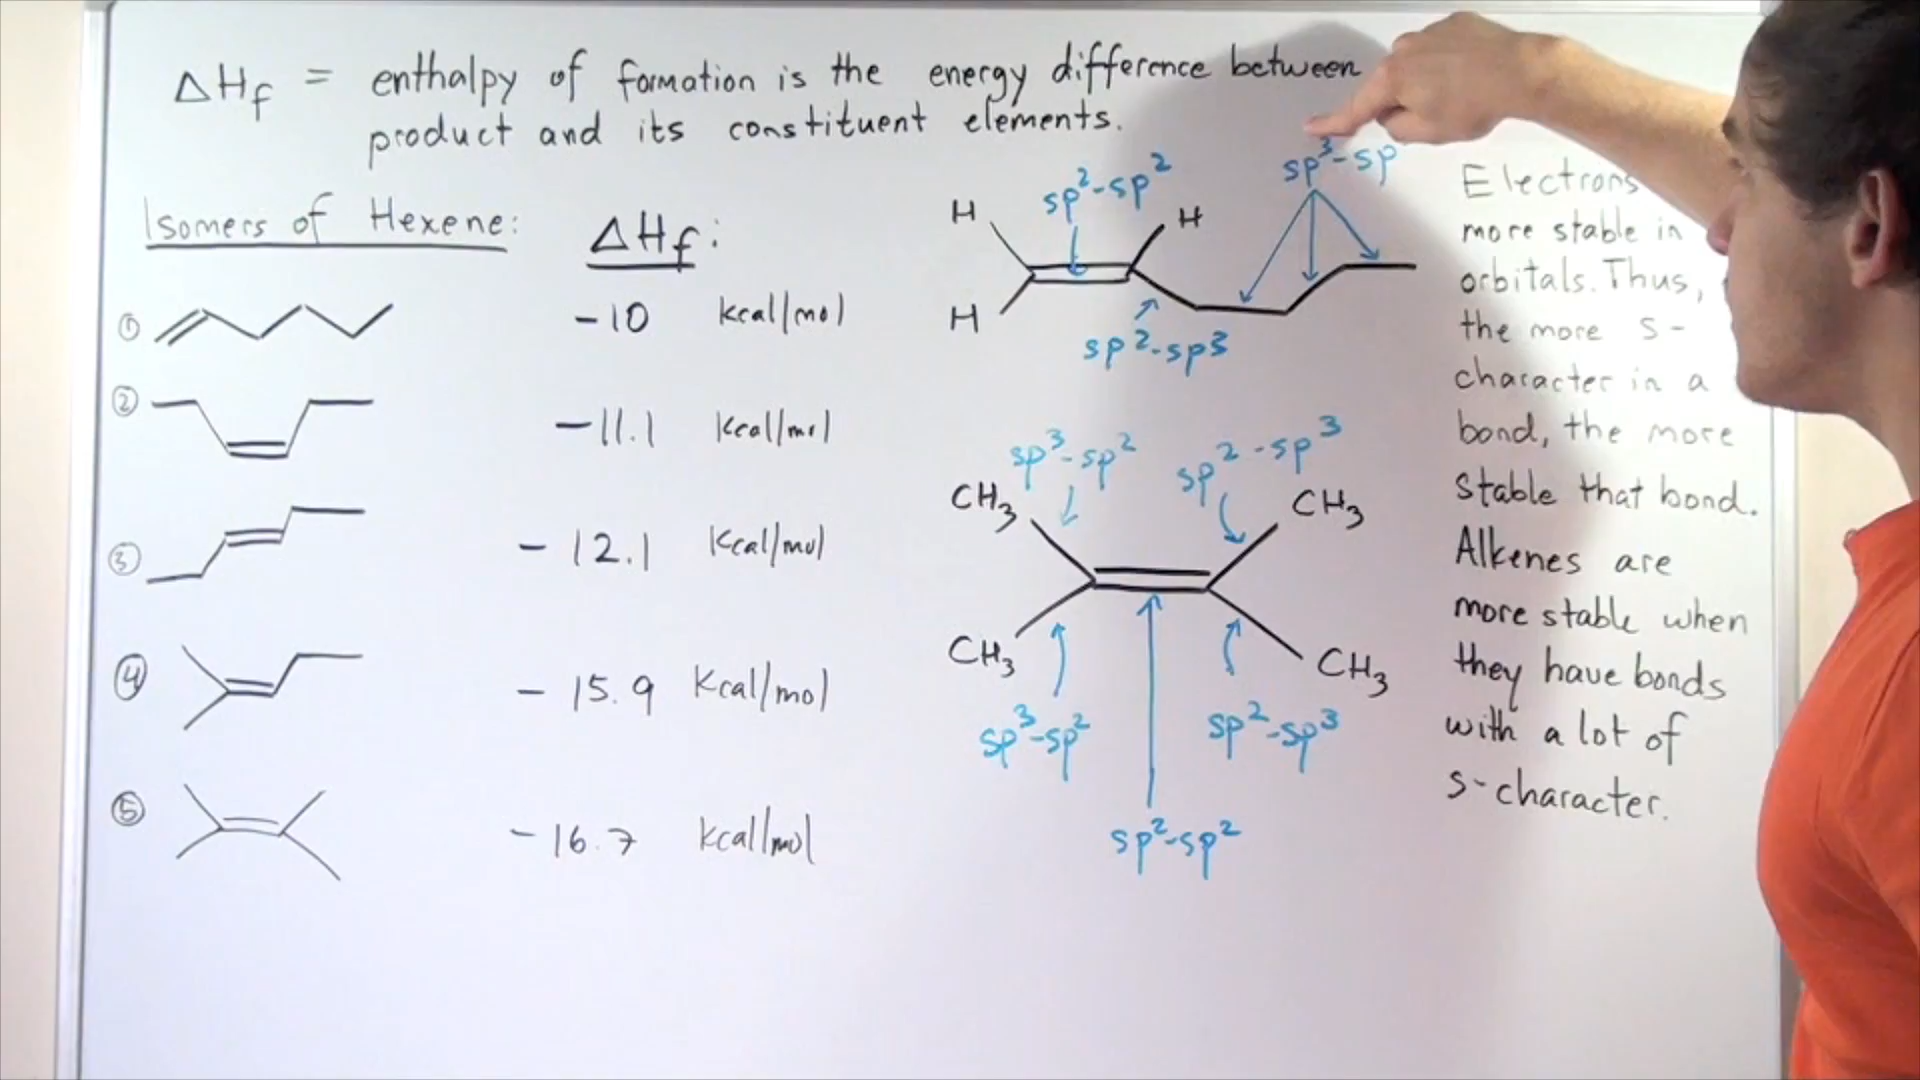 ΔHf = enthalpy of formation is the energy difference between
product and its constituent elements.
Isomers of Hexene:
ΔHf:
① -10 kcal/mol
② -11.1 kcal/mol
③ -12.1 kcal/mol
④ -15.9 kcal/mol
⑤ -16.7 kcal/mol
sp²-sp²
sp³-sp
H
H
H
sp²-sp³
sp³-sp²
sp²-sp³
CH₃
CH₃
CH₃
CH₃
sp³-sp²
sp²-sp³
sp²-sp²
Electrons
more stable in
orbitals. Thus,
the more s-
character in a
bond, the more
stable that bond.
Alkenes are
more stable when
they have bonds
with a lot of
s-character.